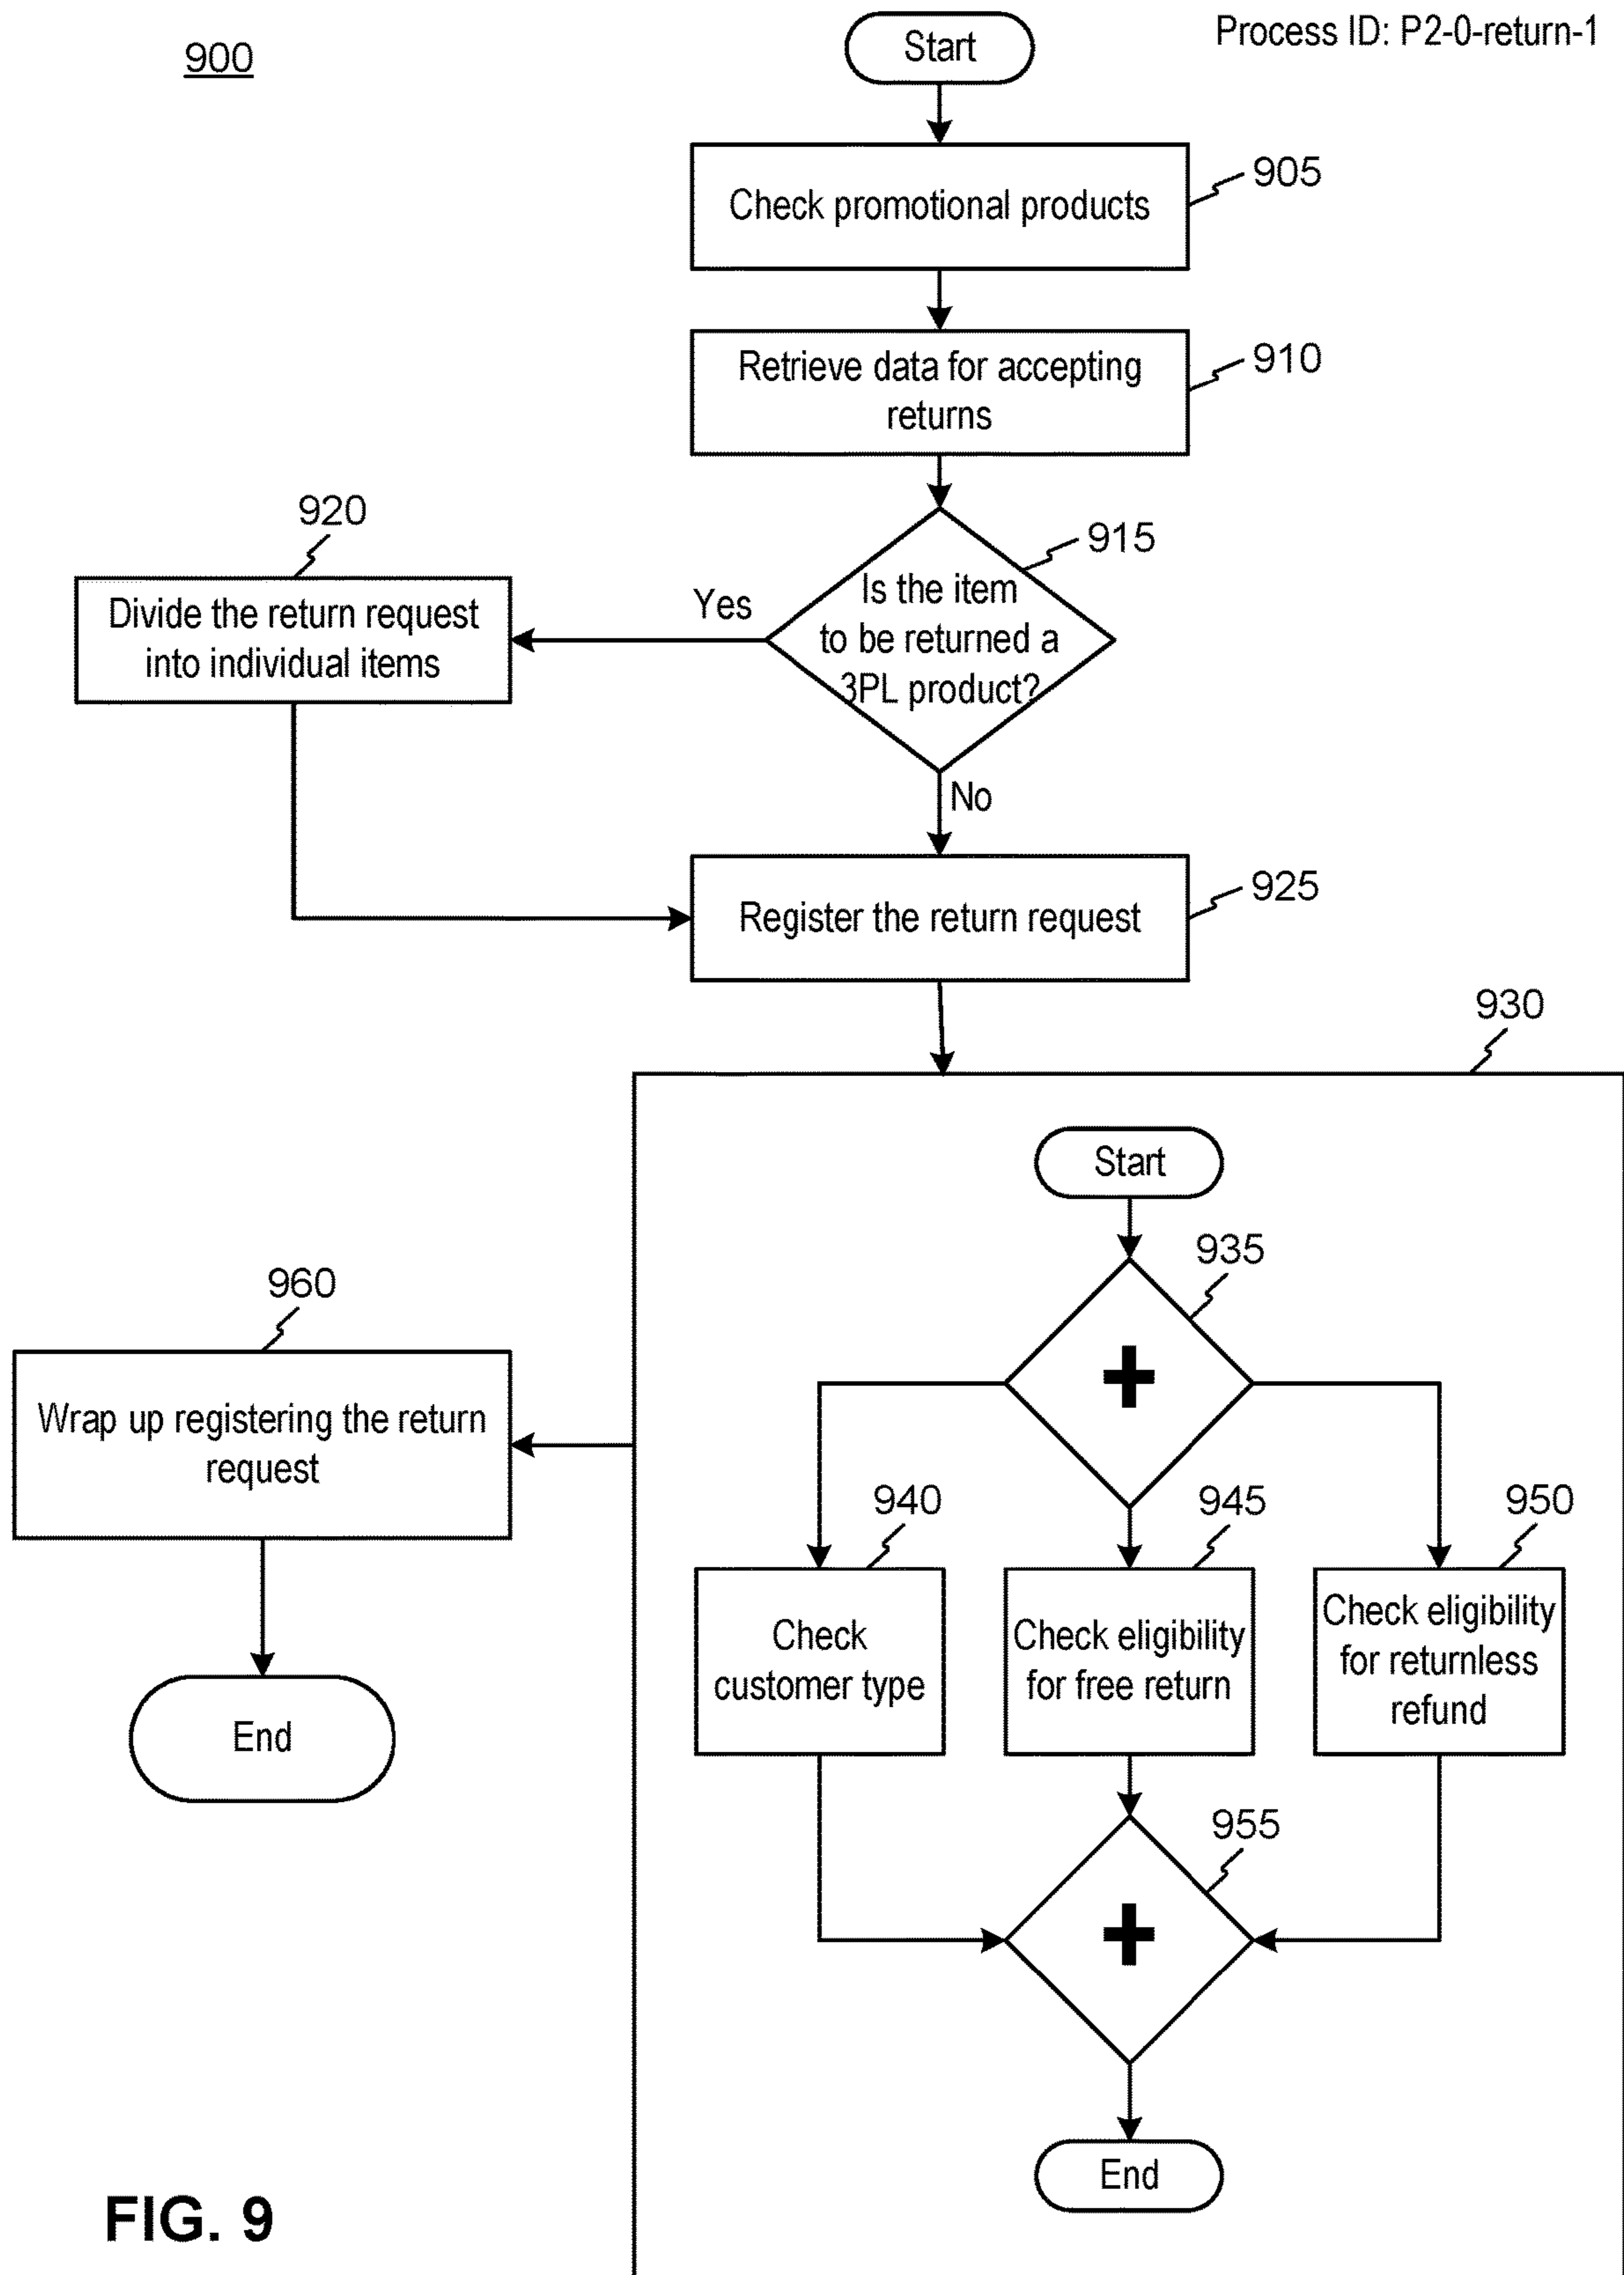 Process ID: P2-0-return-1
900
Start
905
Check promotional products
910
Retrieve data for accepting
returns
915
Is the item
to be returned a
3PL product?
Yes
920
Divide the return request
into individual items
No
925
Register the return request
930
Start
935
+
940
Check
customer type
945
Check eligibility
for free return
950
Check eligibility
for returnless
refund
955
+
End
960
Wrap up registering the return
request
End
FIG. 9